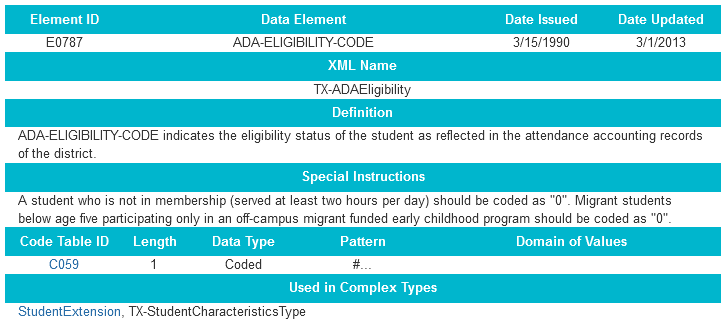 Element ID Data Element Date Issued Date Updated
E0787 ADA-ELIGIBILITY-CODE 3/15/1990 3/1/2013
XML Name
TX-ADAEligibility
Definition
ADA-ELIGIBILITY-CODE indicates the eligibility status of the student as reflected in the attendance accounting records
of the district.
Special Instructions
A student who is not in membership (served at least two hours per day) should be coded as "0". Migrant students
below age five participating only in an off-campus migrant funded early childhood program should be coded as "0".
Code Table ID Length Data Type Pattern Domain of Values
C059 1 Coded #...
Used in Complex Types
StudentExtension, TX-StudentCharacteristicsType